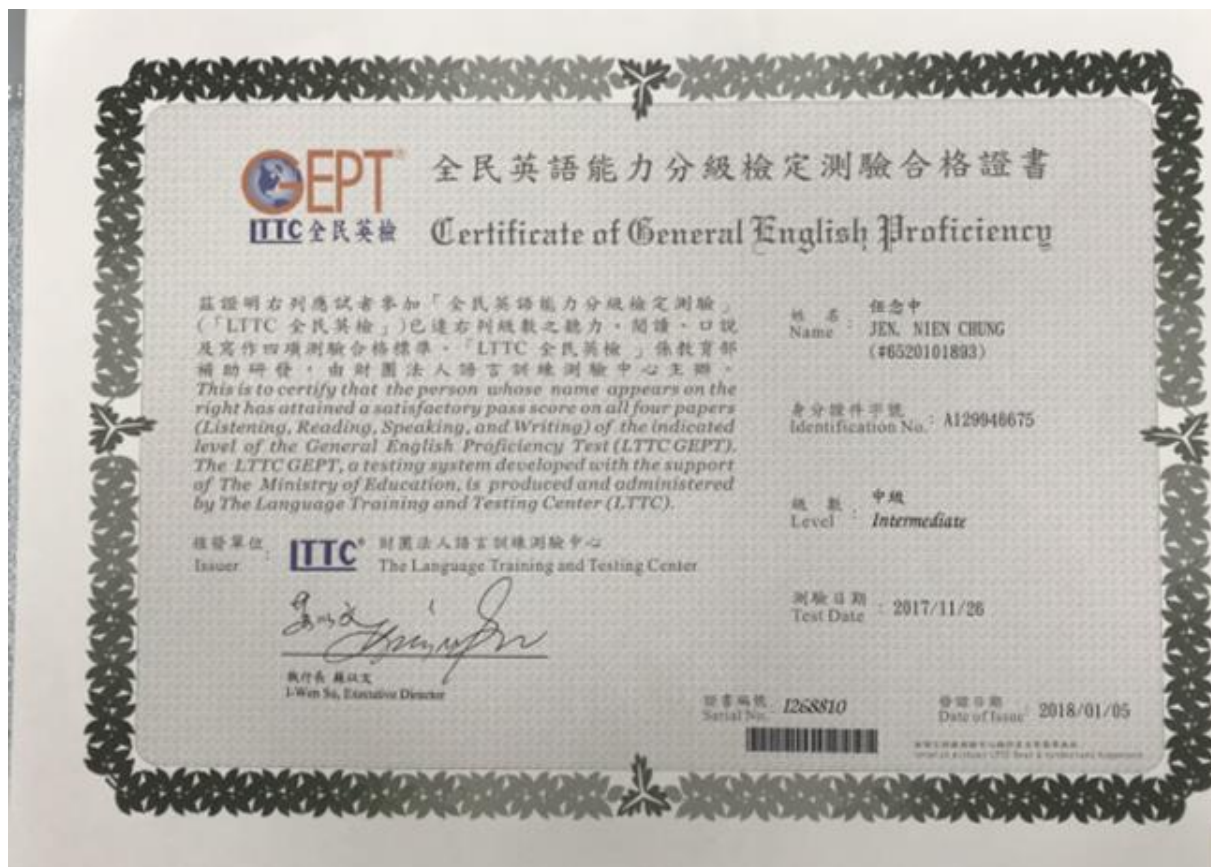 GEPT®
LTTC 全民英檢
全民英語能力分級檢定測驗合格證書
Certificate of General English Proficiency
茲證明右列應試者參加「全民英語能力分級檢定測驗」
(「LTTC 全民英檢」)已達右列級數之聽力、閱讀、口說
及寫作四項測驗合格標準。「LTTC 全民英檢」係教育部
補助研發,由財團法人語言訓練測驗中心主辦。
This is to certify that the person whose name appears on the
right has attained a satisfactory pass score on all four papers
(Listening, Reading, Speaking, and Writing) of the indicated
level of the General English Proficiency Test (LTTC GEPT).
The LTTC GEPT, a testing system developed with the support
of The Ministry of Education, is produced and administered
by The Language Training and Testing Center (LTTC).
核發單位
Issuer
: LTTC® 財團法人語言訓練測驗中心
The Language Training and Testing Center
執行長 蘇以文
I-Wen Su, Executive Director
姓名
Name : 任念中
JEN, NIEN CHUNG
(#6520101893)
身分證件字號
Identification No. : A129946675
級數
Level : 中級
Intermediate
測驗日期
Test Date : 2017/11/26
證書編號
Serial No. 1268810
發證日期
Date of Issue : 2018/01/05